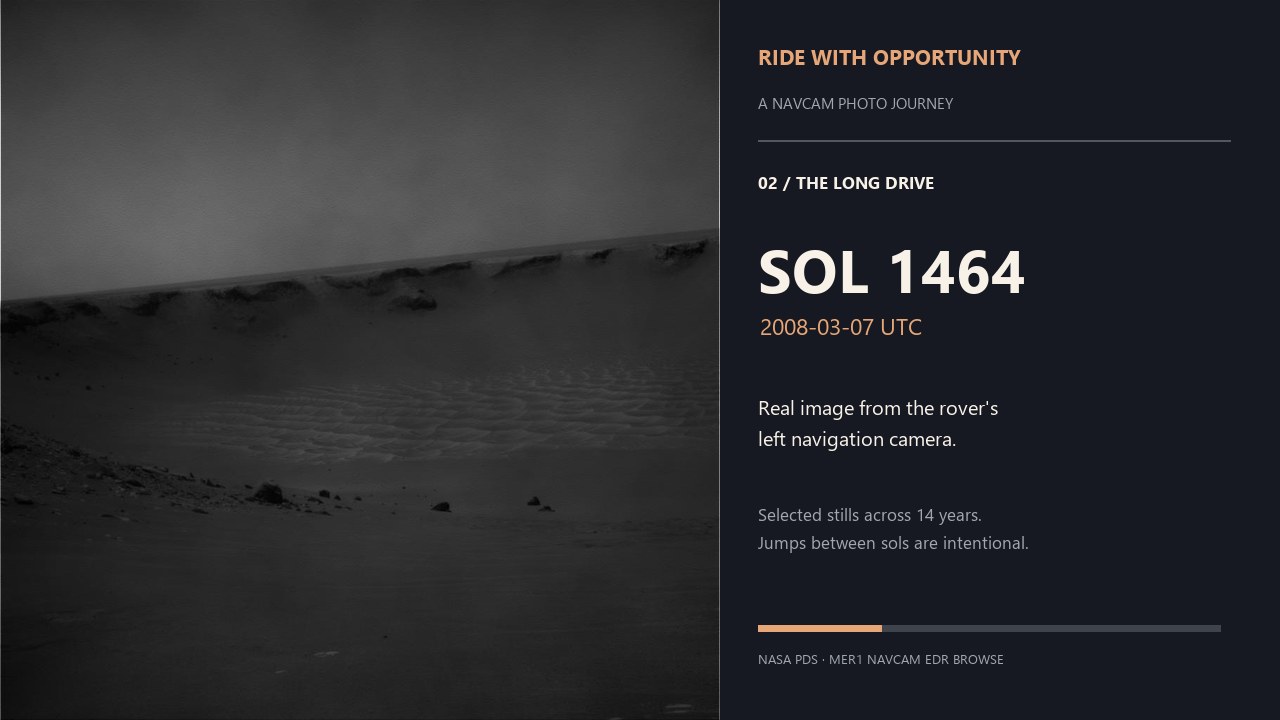 RIDE WITH OPPORTUNITY
A NAVCAM PHOTO JOURNEY
02 / THE LONG DRIVE
SOL 1464
2008-03-07 UTC
Real image from the rover's
left navigation camera.
Selected stills across 14 years.
Jumps between sols are intentional.
NASA PDS · MER1 NAVCAM EDR BROWSE